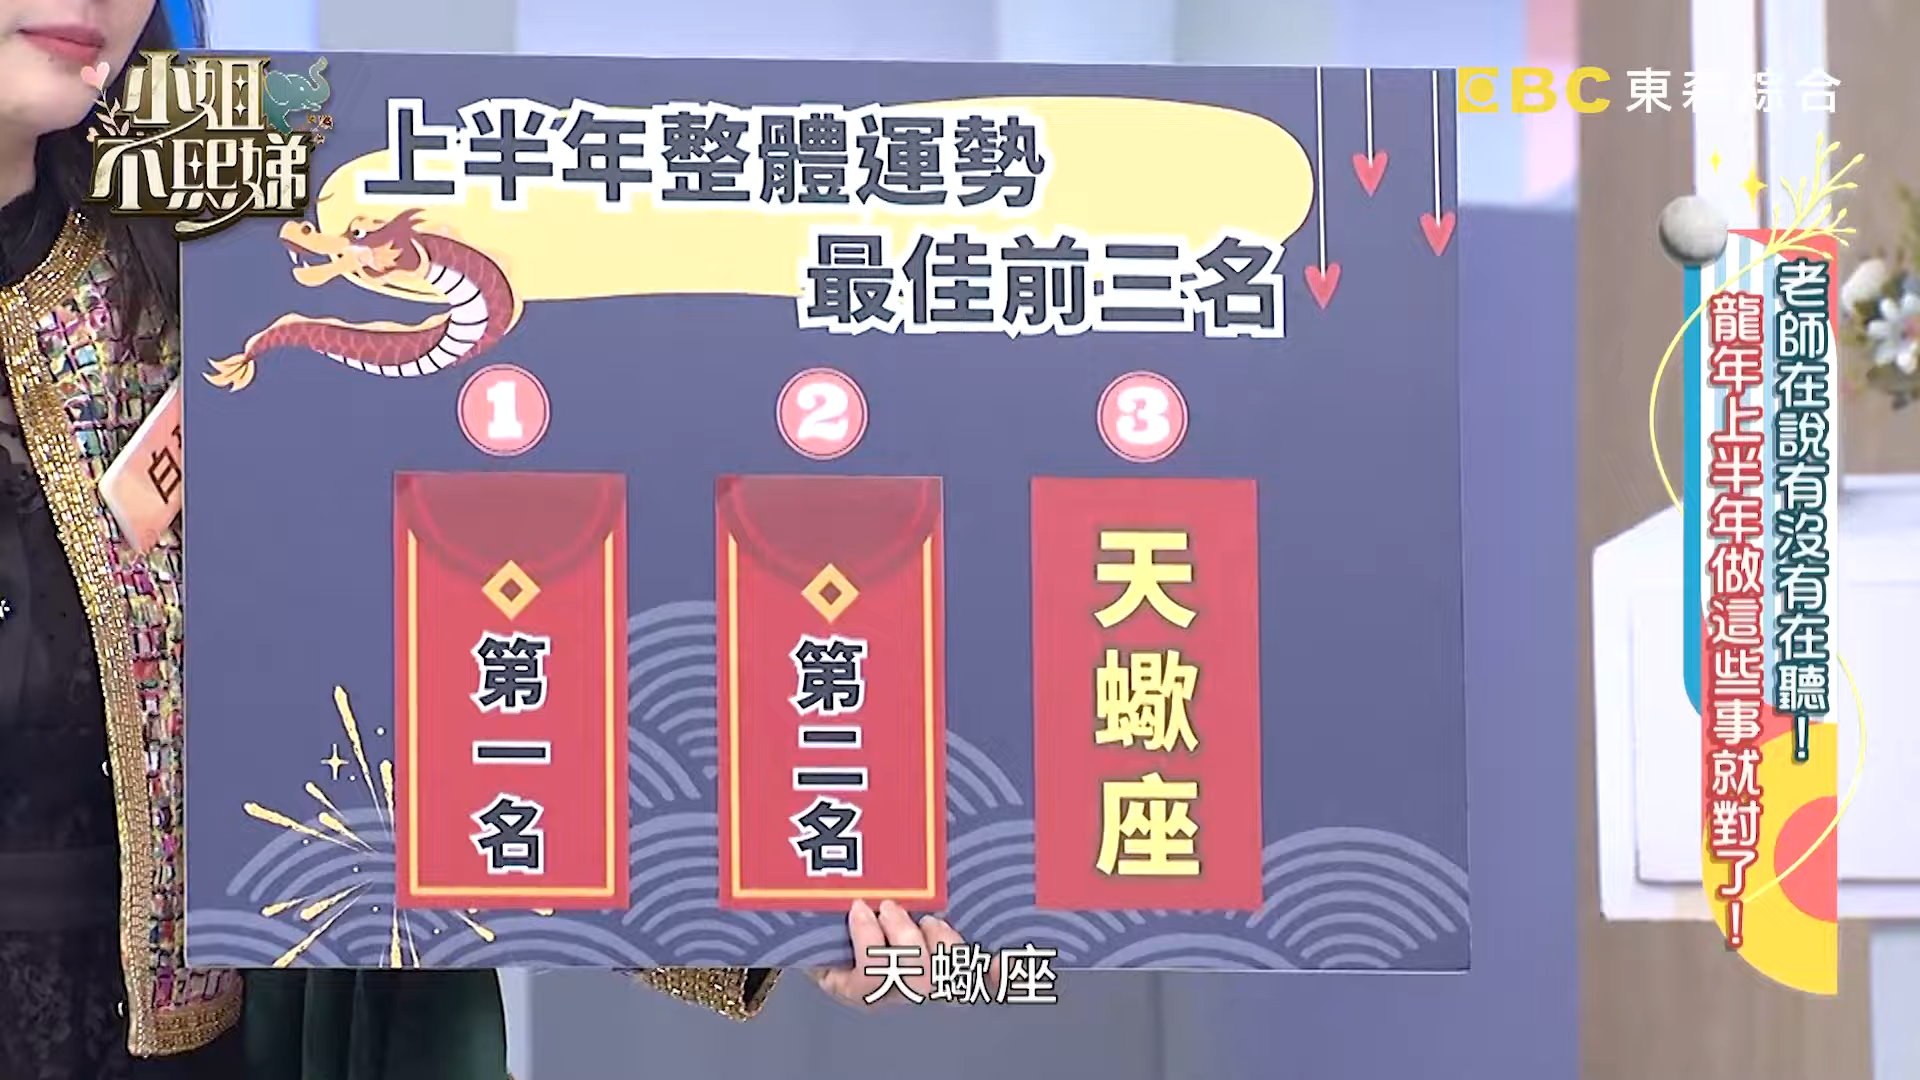 小姐
不熙娣
EBC 東森綜合
上半年整體運勢
最佳前三名
1
2
3
第一名
第二名
天蠍座
老師在說有沒有在聽！
龍年上半年做這些事就對了！
天蠍座